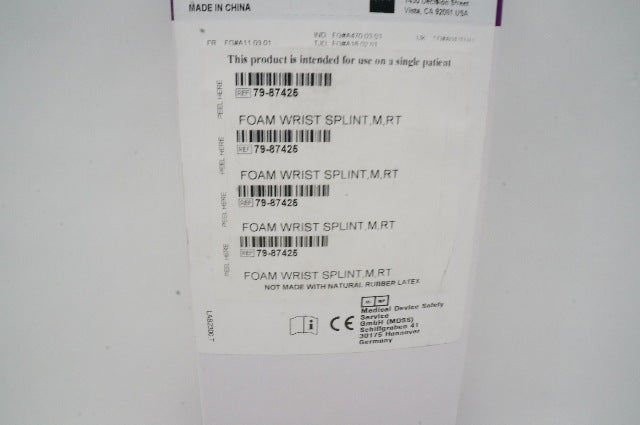 MADE IN CHINA
Vista, CA 92081 USA
This product is intended for use on a single patient
PEEL HERE
REF 79-87425
FOAM WRIST SPLINT,M,RT
PEEL HERE
REF 79-87425
FOAM WRIST SPLINT,M,RT
PEEL HERE
REF 79-87425
FOAM WRIST SPLINT,M,RT
PEEL HERE
REF 79-87425
FOAM WRIST SPLINT,M,RT
NOT MADE WITH NATURAL RUBBER LATEX
Medical Device Safety
Service
GmbH (MDSS)
Schiffgraben 41
30175 Hannover
Germany
CE